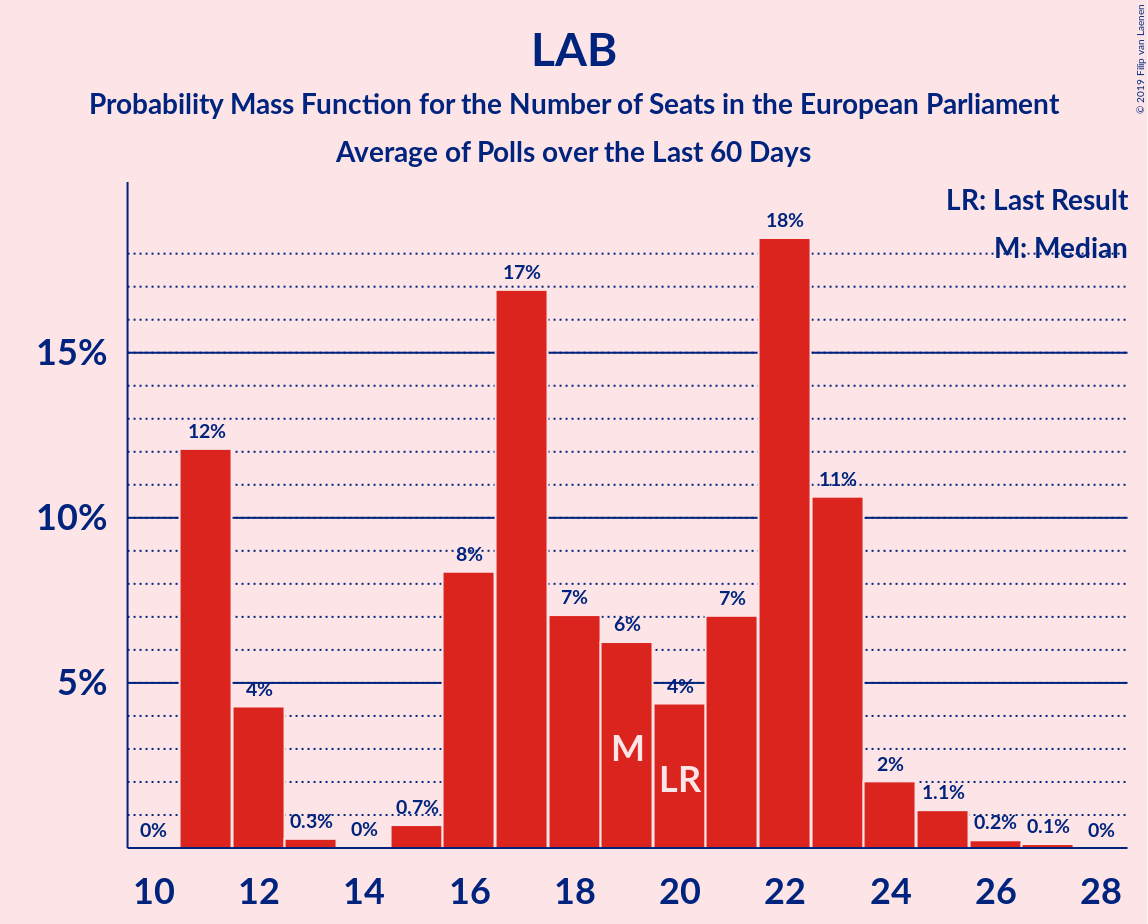 LAB
Probability Mass Function for the Number of Seats in the European Parliament
Average of Polls over the Last 60 Days
© 2019 Filip van Laenen
LR: Last Result
M: Median
18%
17%
15%
12%
11%
10%
8%
7%
7%
6%
5%
4%
4%
M
LR
2%
1.1%
0%
0.3%
0%
0.7%
0.2%
0.1%
0%
10 12 14 16 18 20 22 24 26 28